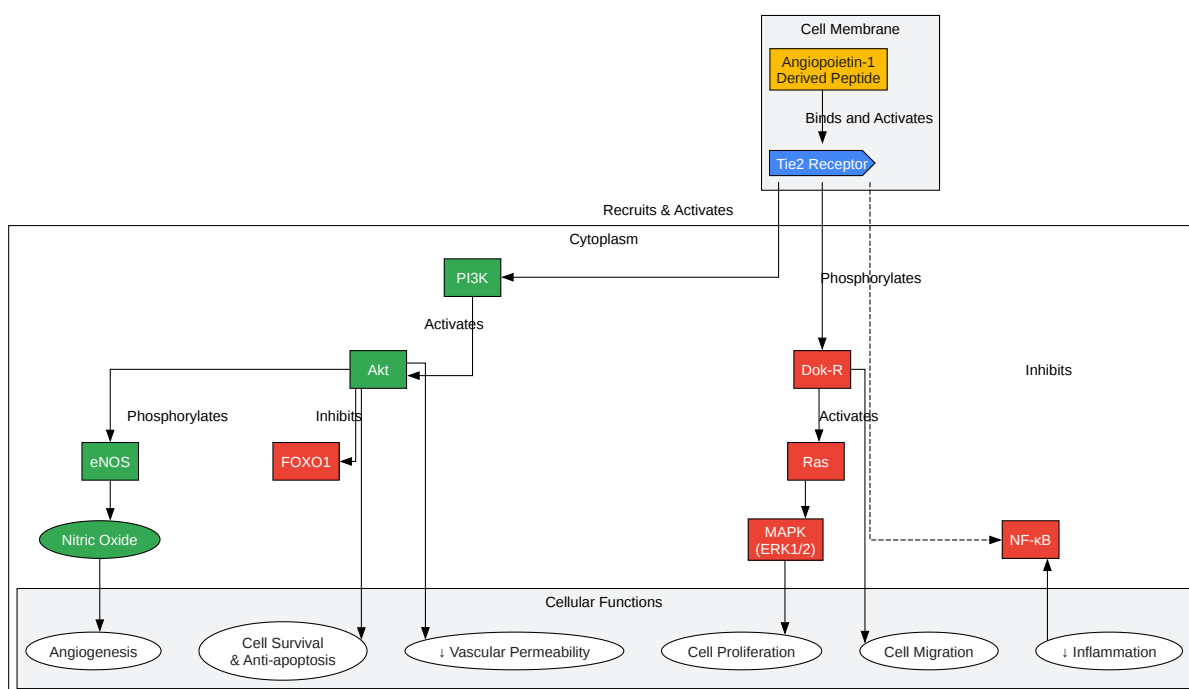 Cell Membrane
Angiopoietin-1
Derived Peptide
Binds and Activates
Tie2 Receptor
Recruits & Activates
Cytoplasm
PI3K
Phosphorylates
Activates
Akt
Dok-R
Inhibits
Phosphorylates
Inhibits
Activates
eNOS
FOXO1
Ras
Nitric Oxide
MAPK
(ERK1/2)
NF-κB
Cellular Functions
Angiogenesis
Cell Survival
& Anti-apoptosis
↓ Vascular Permeability
Cell Proliferation
Cell Migration
↓ Inflammation